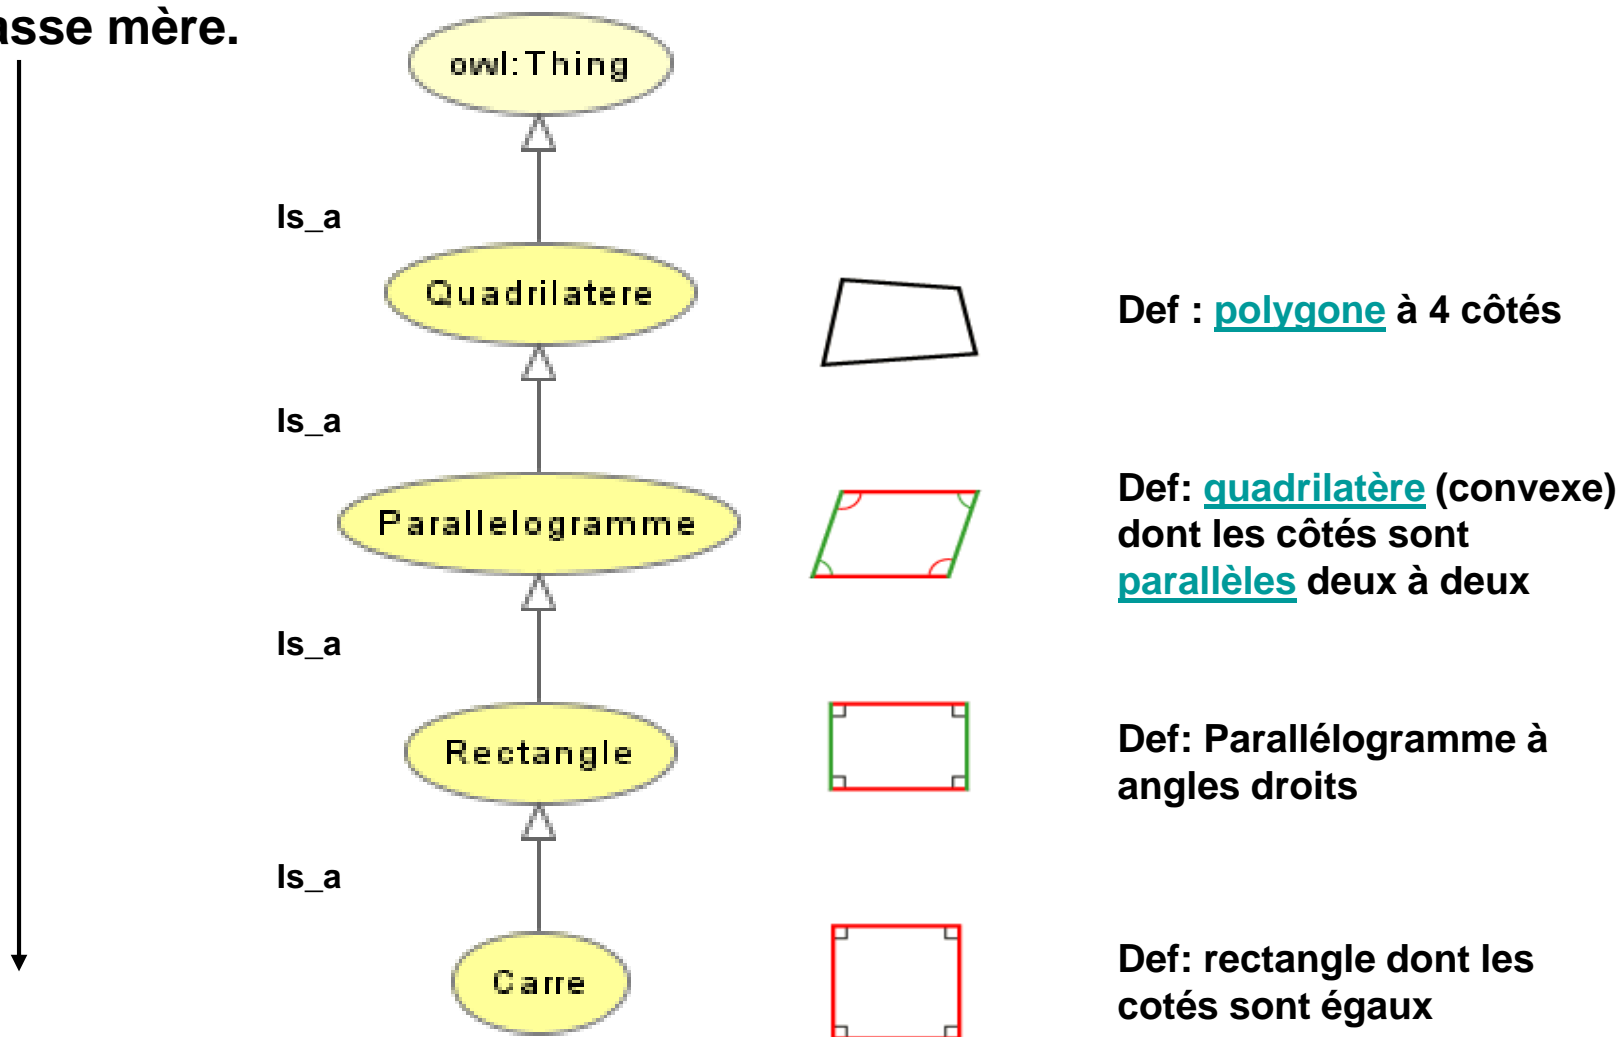 asse mère.
owl:Thing
Is_a
Quadrilatere
Def : polygone à 4 côtés
Is_a
Parallelogramme
Def: quadrilatère (convexe)
dont les côtés sont
parallèles deux à deux
Is_a
Rectangle
Def: Parallélogramme à
angles droits
Is_a
Carre
Def: rectangle dont les
cotés sont égaux